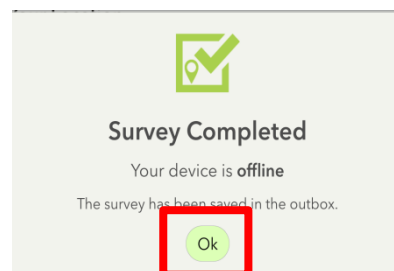 Survey Completed
Your device is offline
The survey has been saved in the outbox.
Ok